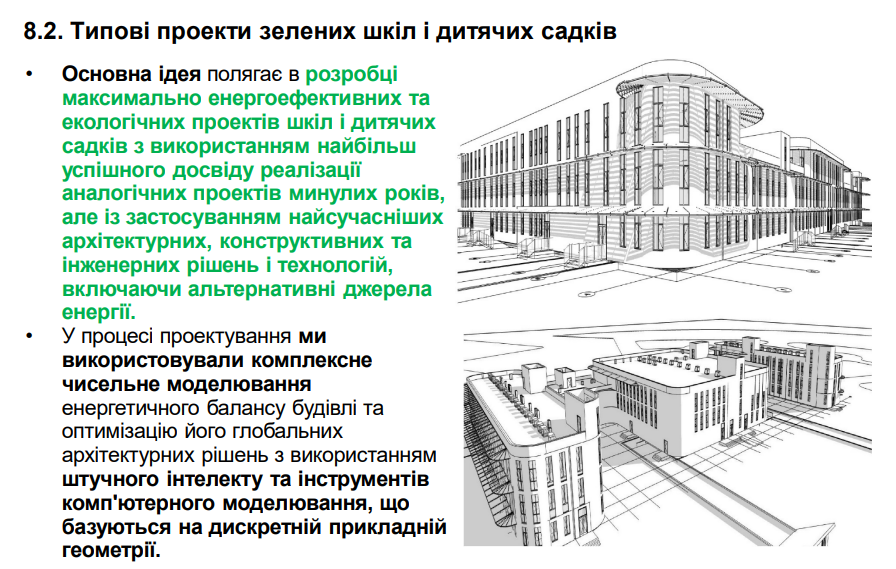 8.2. Типові проекти зелених шкіл і дитячих садків
• Основна ідея полягає в розробці
максимально енергоефективних та
екологічних проектів шкіл і дитячих
садків з використанням найбільш
успішного досвіду реалізації
аналогічних проектів минулих років,
але із застосуванням найсучасніших
архітектурних, конструктивних та
інженерних рішень і технологій,
включаючи альтернативні джерела
енергії.
• У процесі проектування ми
використовували комплексне
чисельне моделювання
енергетичного балансу будівлі та
оптимізацію його глобальних
архітектурних рішень з використанням
штучного інтелекту та інструментів
комп'ютерного моделювання, що
базуються на дискретній прикладній
геометрії.